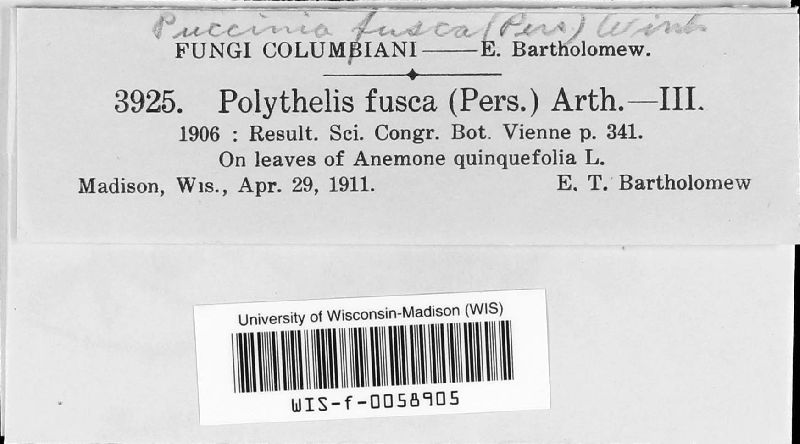 Puccinia fusca (Pers) Wint
FUNGI COLUMBIANI — E. Bartholomew.
3925. Polythelis fusca (Pers.) Arth.—III.
1906 : Result. Sci. Congr. Bot. Vienne p. 341.
On leaves of Anemone quinquefolia L.
Madison, Wis., Apr. 29, 1911. E. T. Bartholomew
University of Wisconsin-Madison (WIS)
WIS-f-0058905